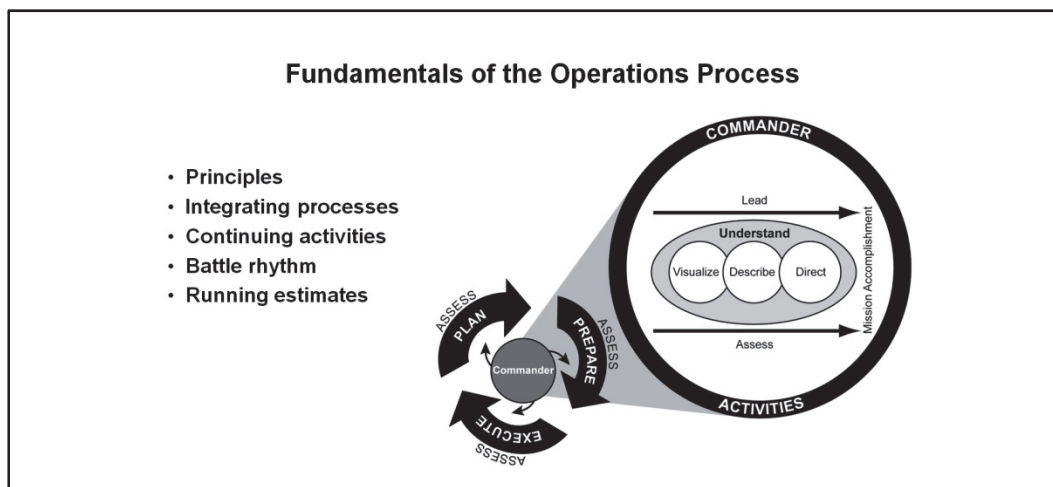 Fundamentals of the Operations Process
• Principles
• Integrating processes
• Continuing activities
• Battle rhythm
• Running estimates
ASSESS
PLAN
ASSESS
PREPARE
Commander
EXECUTE
ASSESS
COMMANDER
Lead
Understand
Visualize
Describe
Direct
Mission Accomplishment
Assess
ACTIVITIES